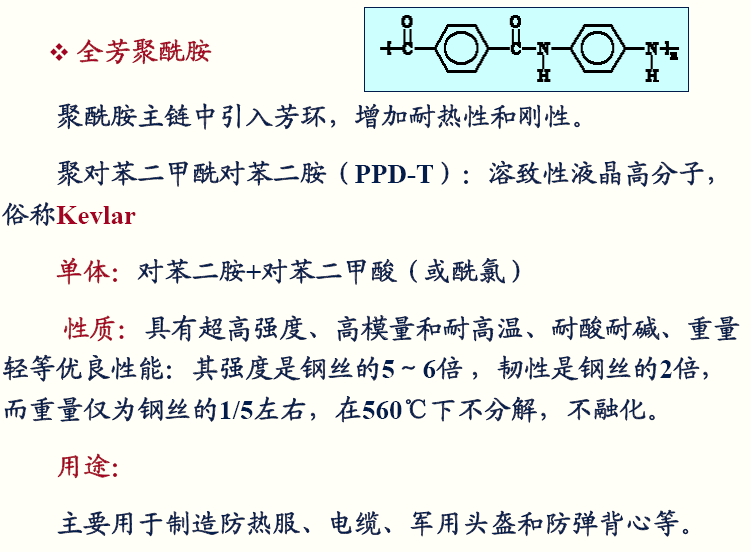 ❖ 全芳聚酰胺
O O
C C N N n
H H
聚酰胺主链中引入芳环，增加耐热性和刚性。
聚对苯二甲酰对苯二胺（PPD-T）：溶致性液晶高分子，
俗称Kevlar
单体：对苯二胺+对苯二甲酸（或酰氯）
性质：具有超高强度、高模量和耐高温、耐酸耐碱、重量
轻等优良性能：其强度是钢丝的5～6倍，韧性是钢丝的2倍，
而重量仅为钢丝的1/5左右，在560℃下不分解，不融化。
用途：
主要用于制造防热服、电缆、军用头盔和防弹背心等。